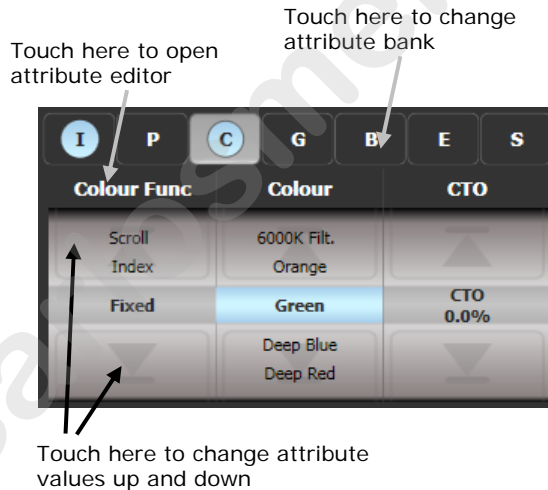 Touch here to change
attribute bank
Touch here to open
attribute editor
I P C G B E S
Colour Func Colour CTO
Scroll
Index
6000K Filt.
Orange
Fixed Green CTO
0.0%
Deep Blue
Deep Red
Touch here to change attribute
values up and down